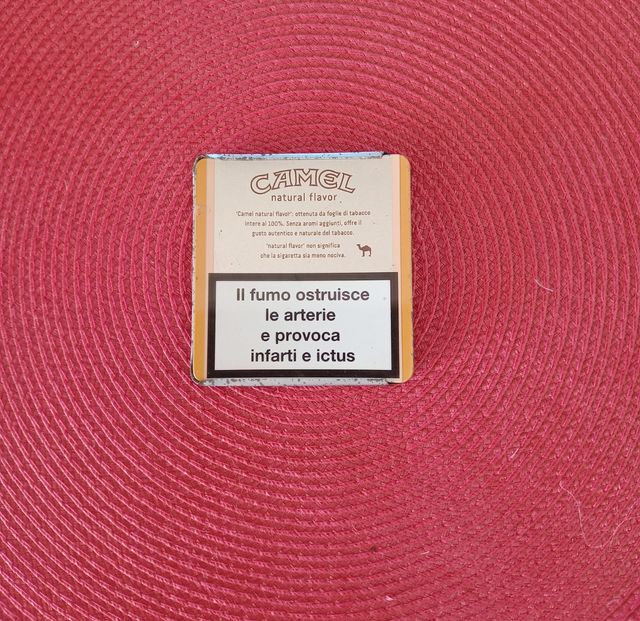 CAMEL
natural flavor
"Camel natural flavor": ottenuta da foglie di tabacco
intere al 100%. Senza aromi aggiunti, offre il
gusto autentico e naturale del tabacco.
"natural flavor" non significa
che la sigaretta sia meno nociva.
Il fumo ostruisce
le arterie
e provoca
infarti e ictus